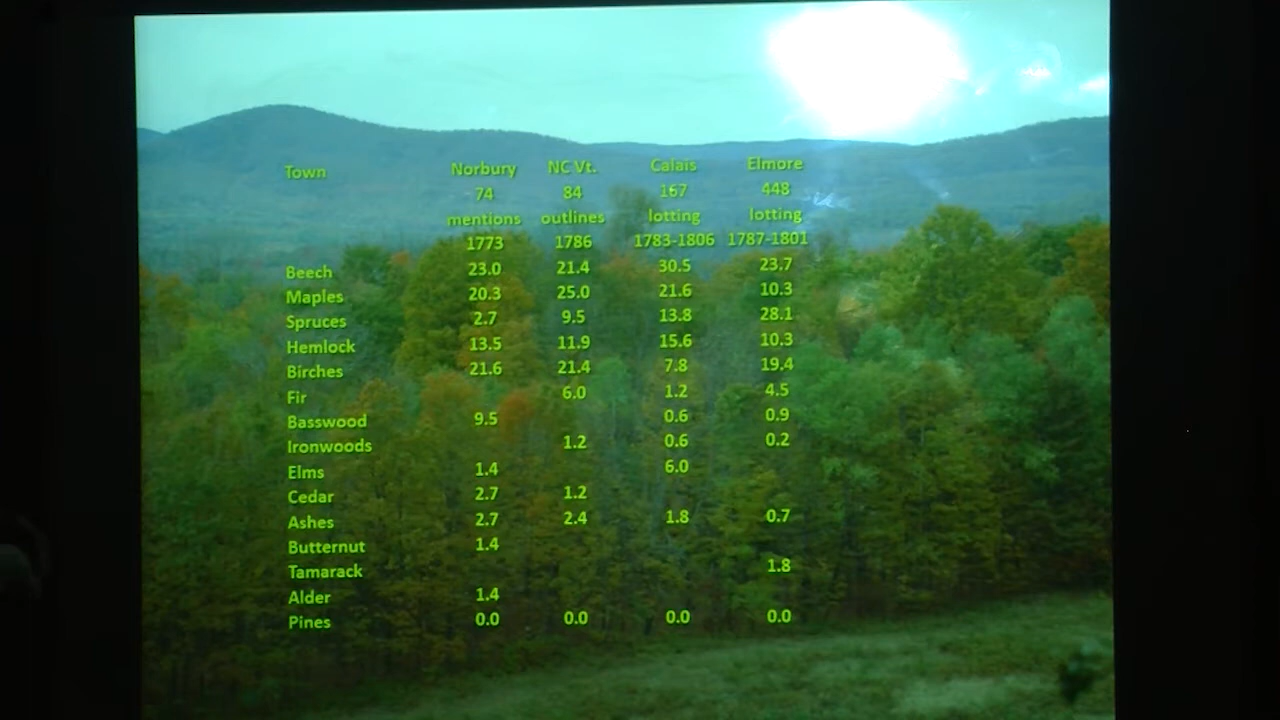 Town Norbury NC Vt. Calais Elmore
74 84 167 448
mentions outlines lotting lotting
1773 1786 1783-1806 1787-1801
Beech 23.0 21.4 30.5 23.7
Maples 20.3 25.0 21.6 10.3
Spruces 2.7 9.5 13.8 28.1
Hemlock 13.5 11.9 15.6 10.3
Birches 21.6 21.4 7.8 19.4
Fir 6.0 1.2 4.5
Basswood 9.5 0.6 0.9
Ironwoods 1.2 0.6 0.2
Elms 1.4 6.0
Cedar 2.7 1.2
Ashes 2.7 2.4 1.8 0.7
Butternut 1.4
Tamarack 1.8
Alder 1.4
Pines 0.0 0.0 0.0 0.0